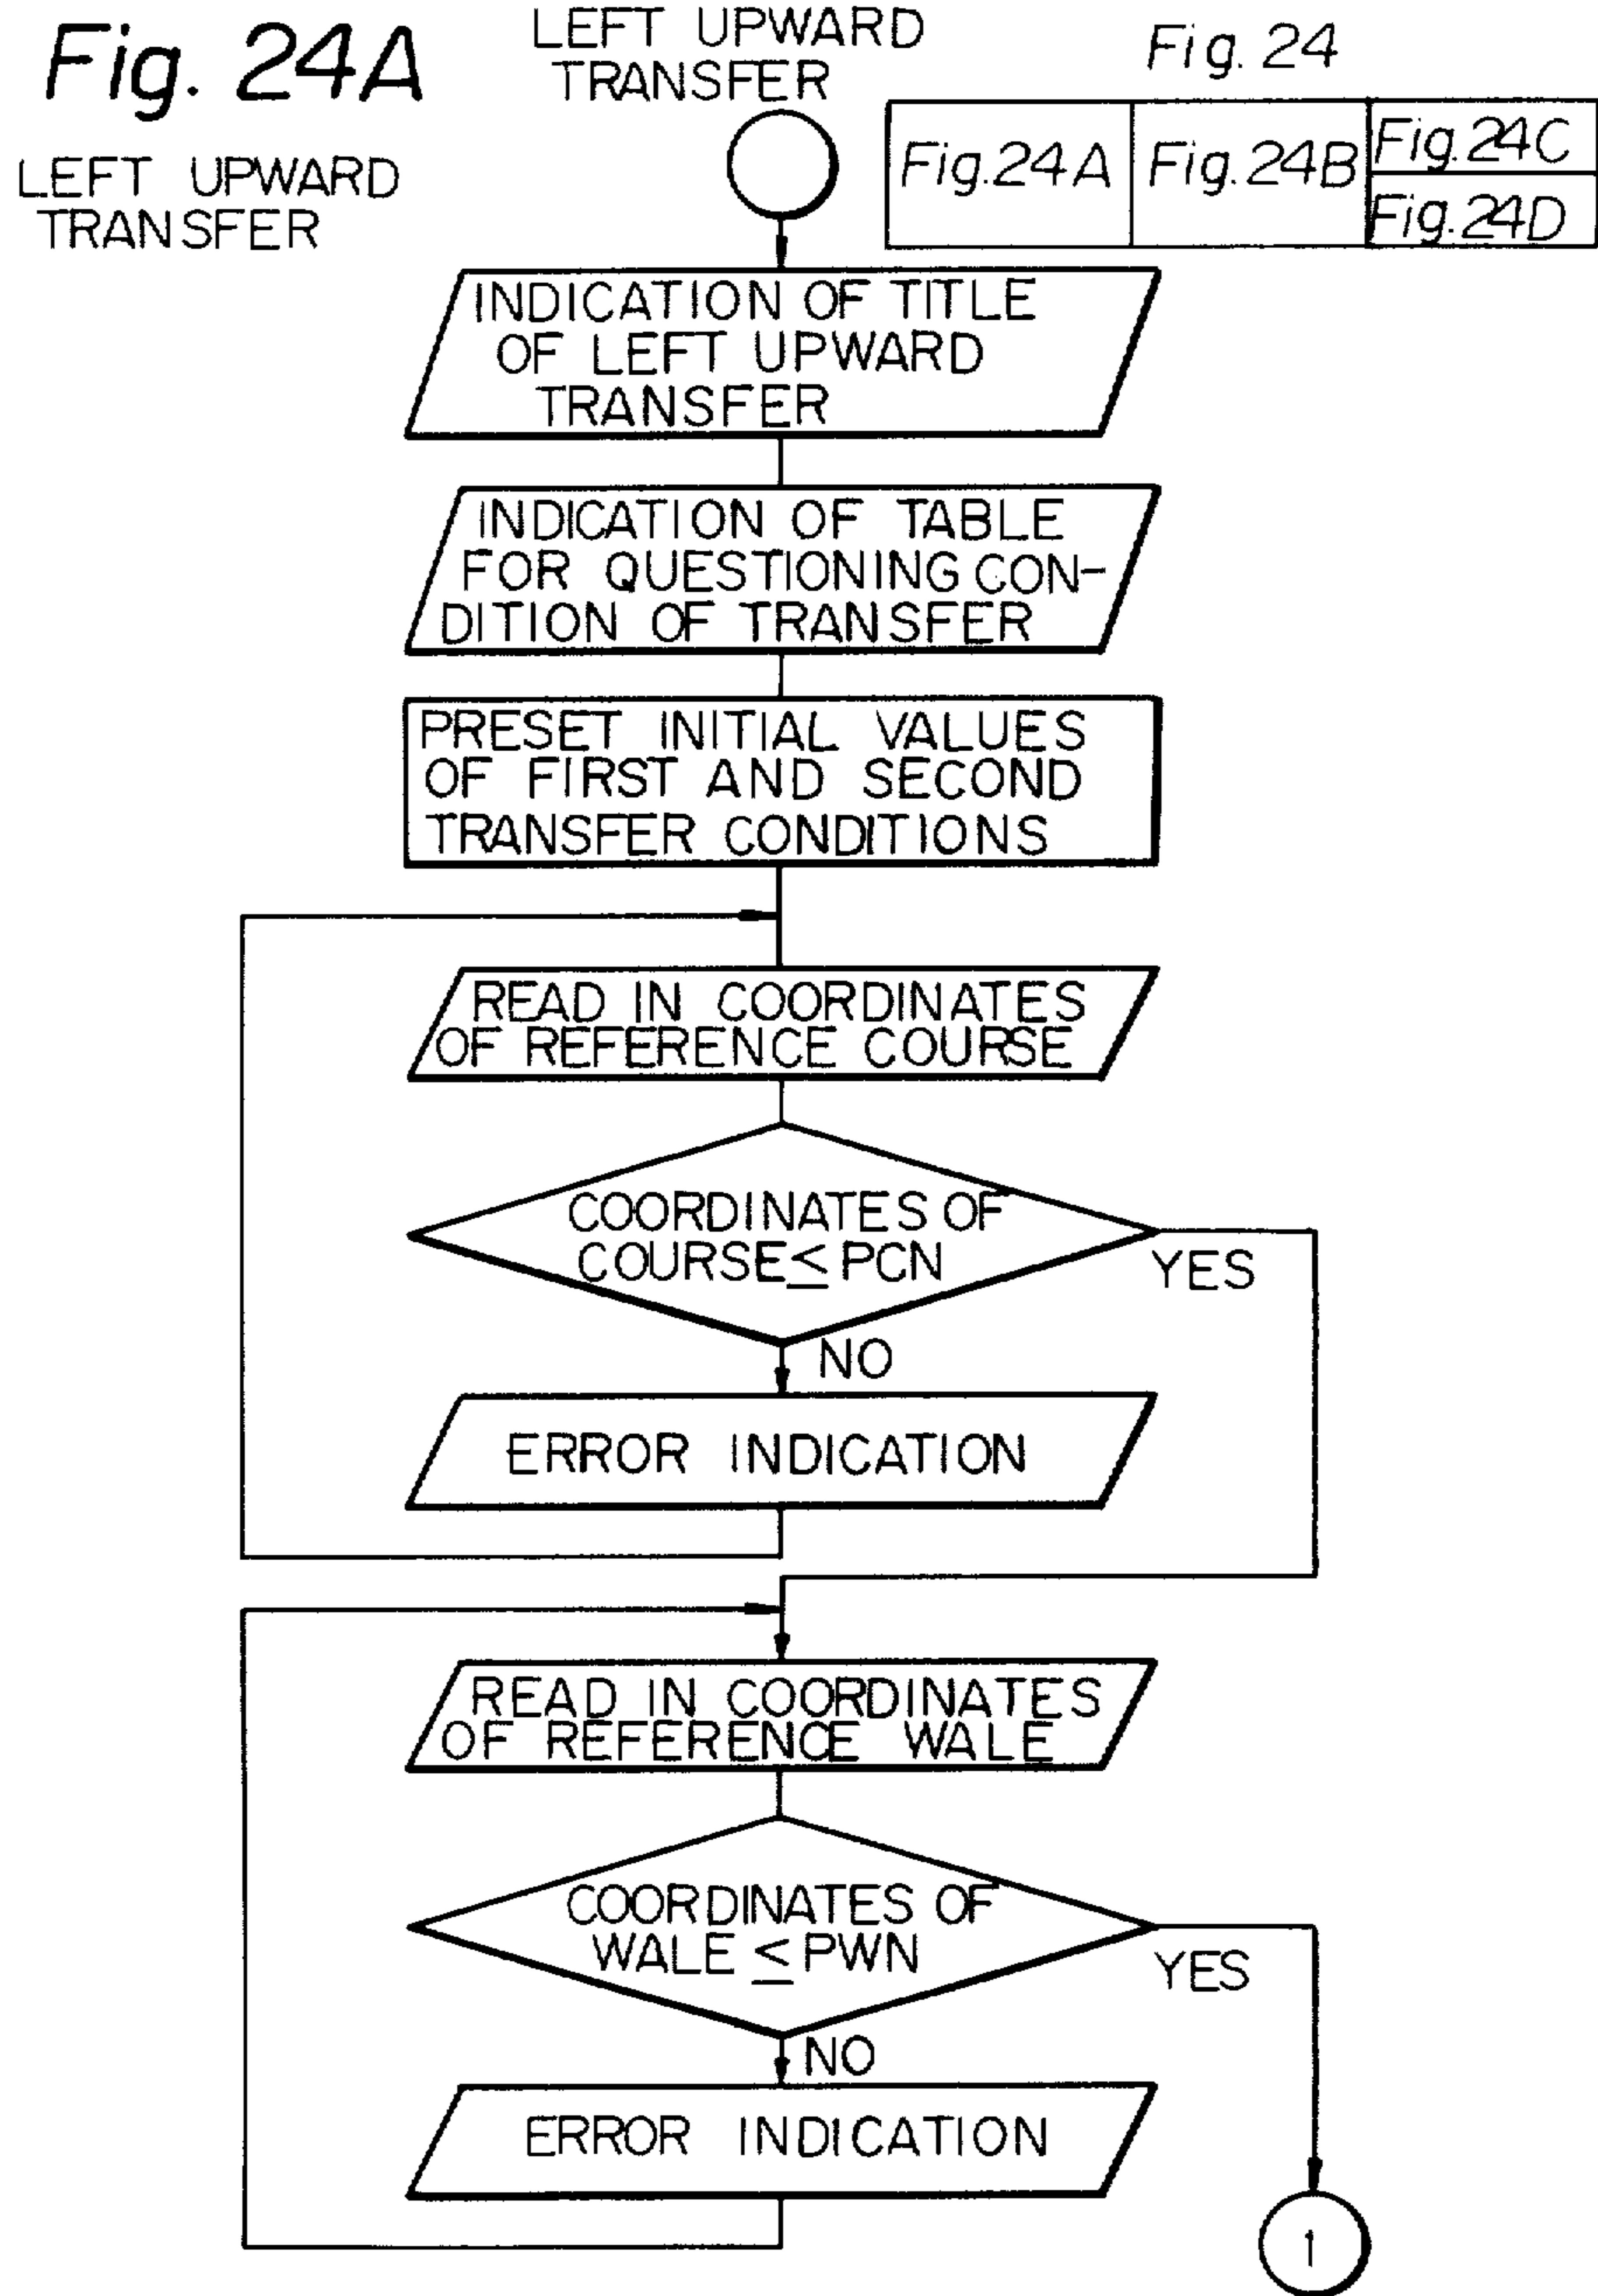 Fig. 24A
LEFT UPWARD
TRANSFER
LEFT UPWARD
TRANSFER
Fig. 24
Fig.24A
Fig.24B
Fig.24C
Fig.24D
INDICATION OF TITLE
OF LEFT UPWARD
TRANSFER
INDICATION OF TABLE
FOR QUESTIONING CON-
DITION OF TRANSFER
PRESET INITIAL VALUES
OF FIRST AND SECOND
TRANSFER CONDITIONS
READ IN COORDINATES
OF REFERENCE COURSE
COORDINATES OF
COURSE≤PCN
YES
NO
ERROR INDICATION
READ IN COORDINATES
OF REFERENCE WALE
COORDINATES OF
WALE ≤PWN
YES
NO
ERROR INDICATION
1